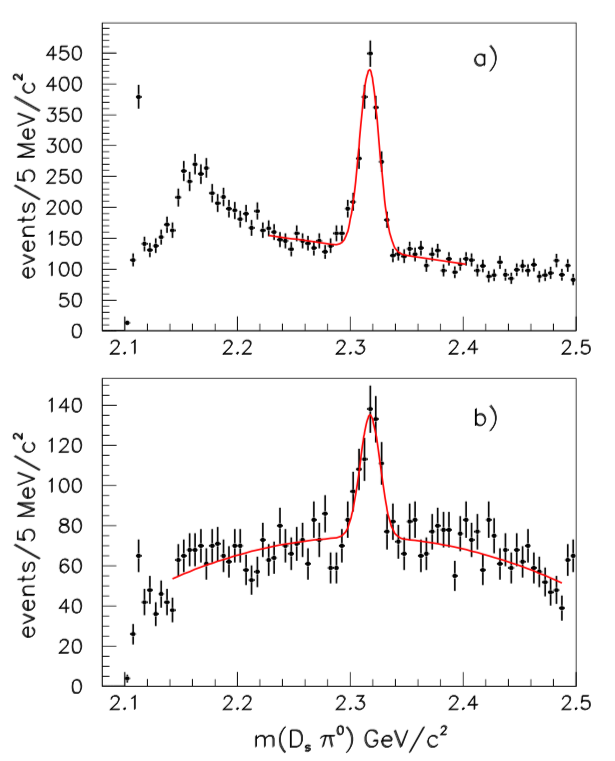 a)
events/5 MeV/c²
450
400
350
300
250
200
150
100
50
0
2.1 2.2 2.3 2.4 2.5
b)
events/5 MeV/c²
140
120
100
80
60
40
20
0
2.1 2.2 2.3 2.4 2.5
m(Dₛ π⁰) GeV/c²